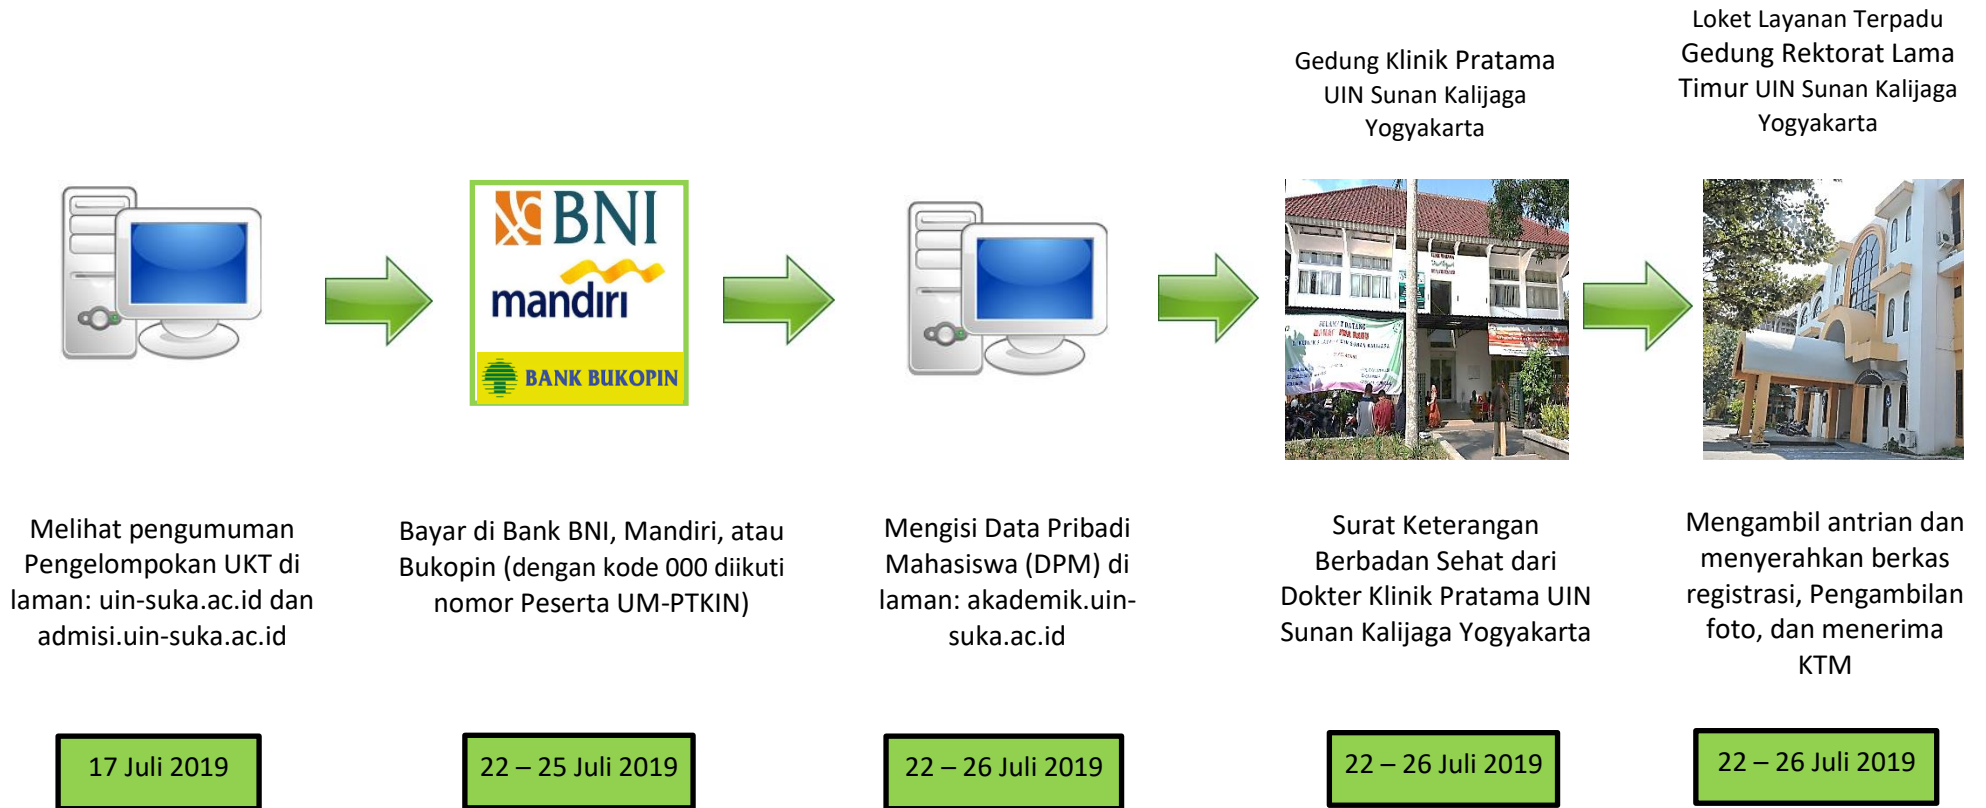 Gedung Klinik Pratama
UIN Sunan Kalijaga
Yogyakarta
Loket Layanan Terpadu
Gedung Rektorat Lama
Timur UIN Sunan Kalijaga
Yogyakarta
BNI
mandiri
BANK BUKOPIN
SELAMAT DATANG
Melihat pengumuman
Pengelompokan UKT di
laman: uin-suka.ac.id dan
admisi.uin-suka.ac.id
Bayar di Bank BNI, Mandiri, atau
Bukopin (dengan kode 000 diikuti
nomor Peserta UM-PTKIN)
Mengisi Data Pribadi
Mahasiswa (DPM) di
laman: akademik.uin-
suka.ac.id
Surat Keterangan
Berbadan Sehat dari
Dokter Klinik Pratama UIN
Sunan Kalijaga Yogyakarta
Mengambil antrian dan
menyerahkan berkas
registrasi, Pengambilan
foto, dan menerima
KTM
17 Juli 2019
22 – 25 Juli 2019
22 – 26 Juli 2019
22 – 26 Juli 2019
22 – 26 Juli 2019